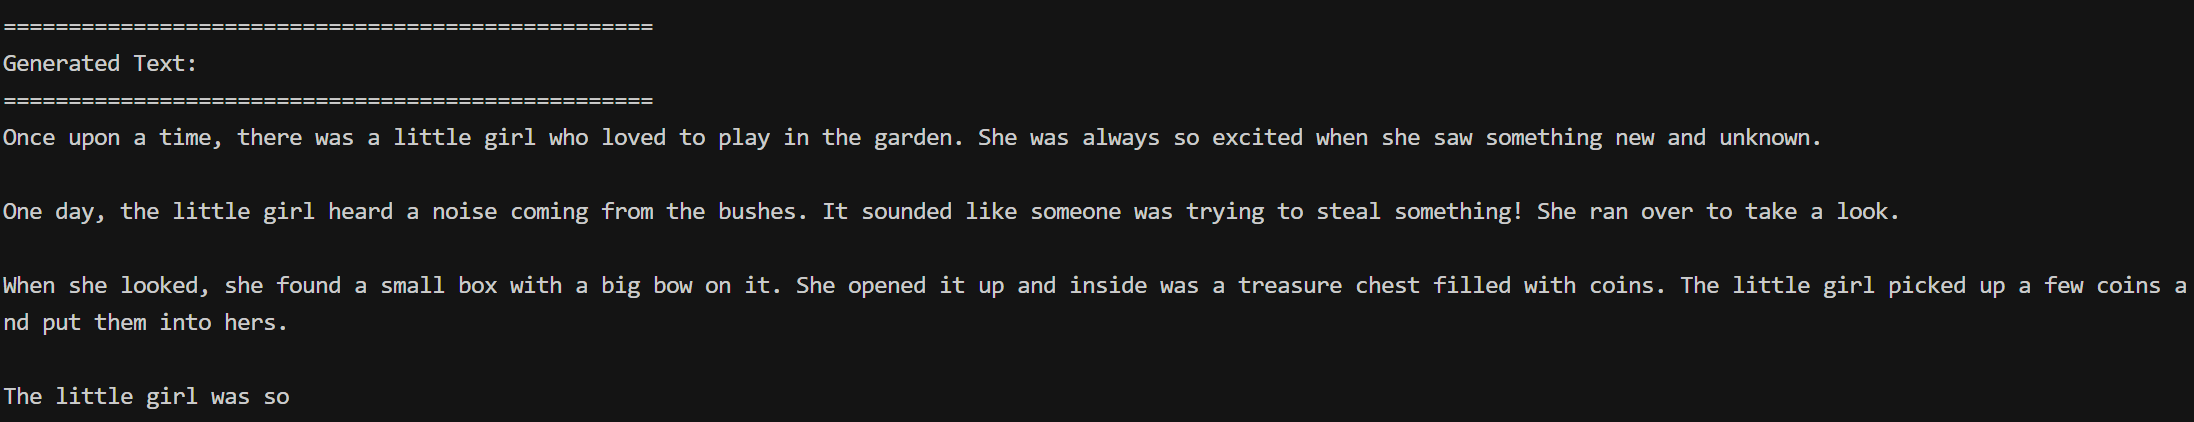 ==================================================
Generated Text:
==================================================
Once upon a time, there was a little girl who loved to play in the garden. She was always so excited when she saw something new and unknown.
One day, the little girl heard a noise coming from the bushes. It sounded like someone was trying to steal something! She ran over to take a look.
When she looked, she found a small box with a big bow on it. She opened it up and inside was a treasure chest filled with coins. The little girl picked up a few coins a
nd put them into hers.
The little girl was so